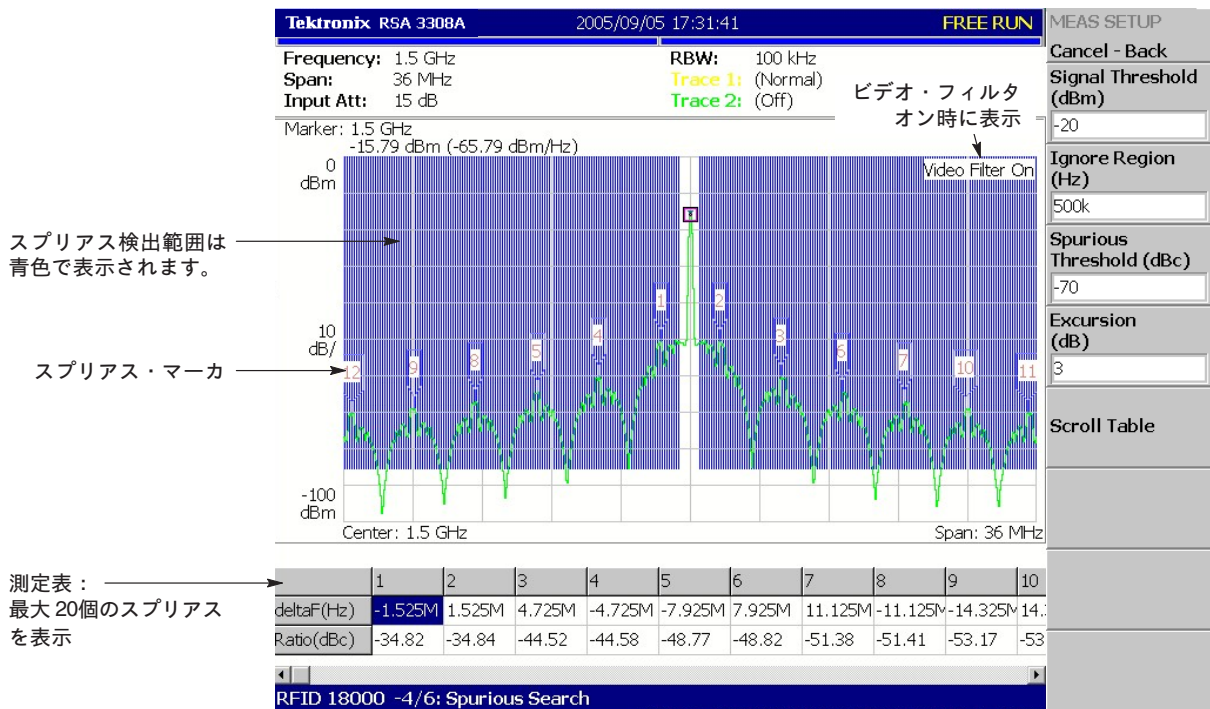 Tektronix RSA 3308A 2005/09/05 17:31:41 FREE RUN
Frequency: 1.5 GHz RBW: 100 kHz
Span: 36 MHz Trace 1: (Normal)
Input Att: 15 dB Trace 2: (Off)
ビデオ・フィルタ
オン時に表示
Marker: 1.5 GHz
-15.79 dBm (-65.79 dBm/Hz)
0
dBm
Video Filter On
スプリアス検出範囲は
青色で表示されます。
10
dB/
スプリアス・マーカ
12 9 8 5 4 1 2 3 6 7 10 11
-100
dBm
Center: 1.5 GHz Span: 36 MHz
測定表：
最大 20個のスプリアス
を表示
1 2 3 4 5 6 7 8 9 10
deltaF(Hz) -1.525M 1.525M 4.725M -4.725M -7.925M 7.925M 11.125M -11.125M -14.325M 14.
Ratio(dBc) -34.82 -34.84 -44.52 -44.58 -48.77 -48.82 -51.38 -51.41 -53.17 -53
RFID 18000 -4/6: Spurious Search
MEAS SETUP
Cancel - Back
Signal Threshold
(dBm)
-20
Ignore Region
(Hz)
500k
Spurious
Threshold (dBc)
-70
Excursion
(dB)
3
Scroll Table